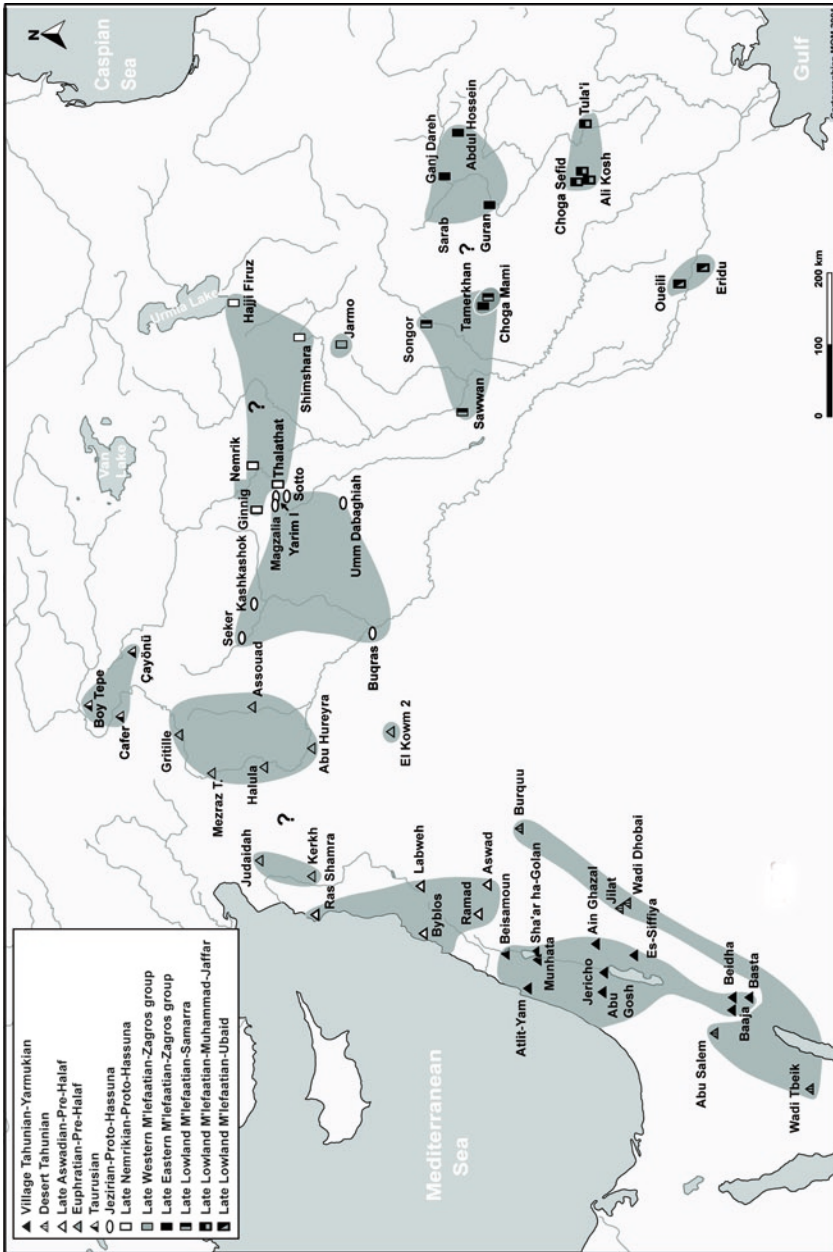 N
Caspian
Sea
Gulf
Mediterranean
Sea
Van
Lake
Urmia Lake
▲ Village Tahunian-Yarmukian
Desert Tahunian
Late Aswadian-Pre-Halaf
Euphratian-Pre-Halaf
Taurusian
Jezirian-Proto-Hassuna
Late Nemrikian-Proto-Hassuna
Late Western M'lefaatian-Zagros group
Late Eastern M'lefaatian-Zagros group
Late Lowland M'lefaatian-Samarra
Late Lowland M'lefaatian-Muhammad-Jaffar
Late Lowland M'lefaatian-Ubaid
Boy Tepe
Cafer
Çayönü
Gritille
Mezraz T.
Halula
Assouad
Abu Hureyra
El Kowm 2
?
Judaidah
Kerkh
Ras Shamra
Labweh
Byblos
Ramad
Aswad
Beisamoun
Sha'ar ha-Golan
Munhata
Atlit-Yam
Ain Ghazal
Jericho
Abu
Gosh
Es-Siffiya
Burquu
Jilat
Wadi Dhobai
Beidha
Baaja
Basta
Abu Salem
Wadi Tbeik
Seker
Kashkashok
Ginnig
Nemrik
Thalathat
Magzalia
Yarim I
Sotto
Umm Dabaghiah
Buqras
?
Hajji Firuz
Shimshara
Jarmo
Songor
Sawwan
Tamerkhan
Choga Mami
?
Ganj Dareh
Abdul Hossein
Sarab
Guran
Choga Sefid
Ali Kosh
Tula'i
Oueili
Eridu
0 100 200 km